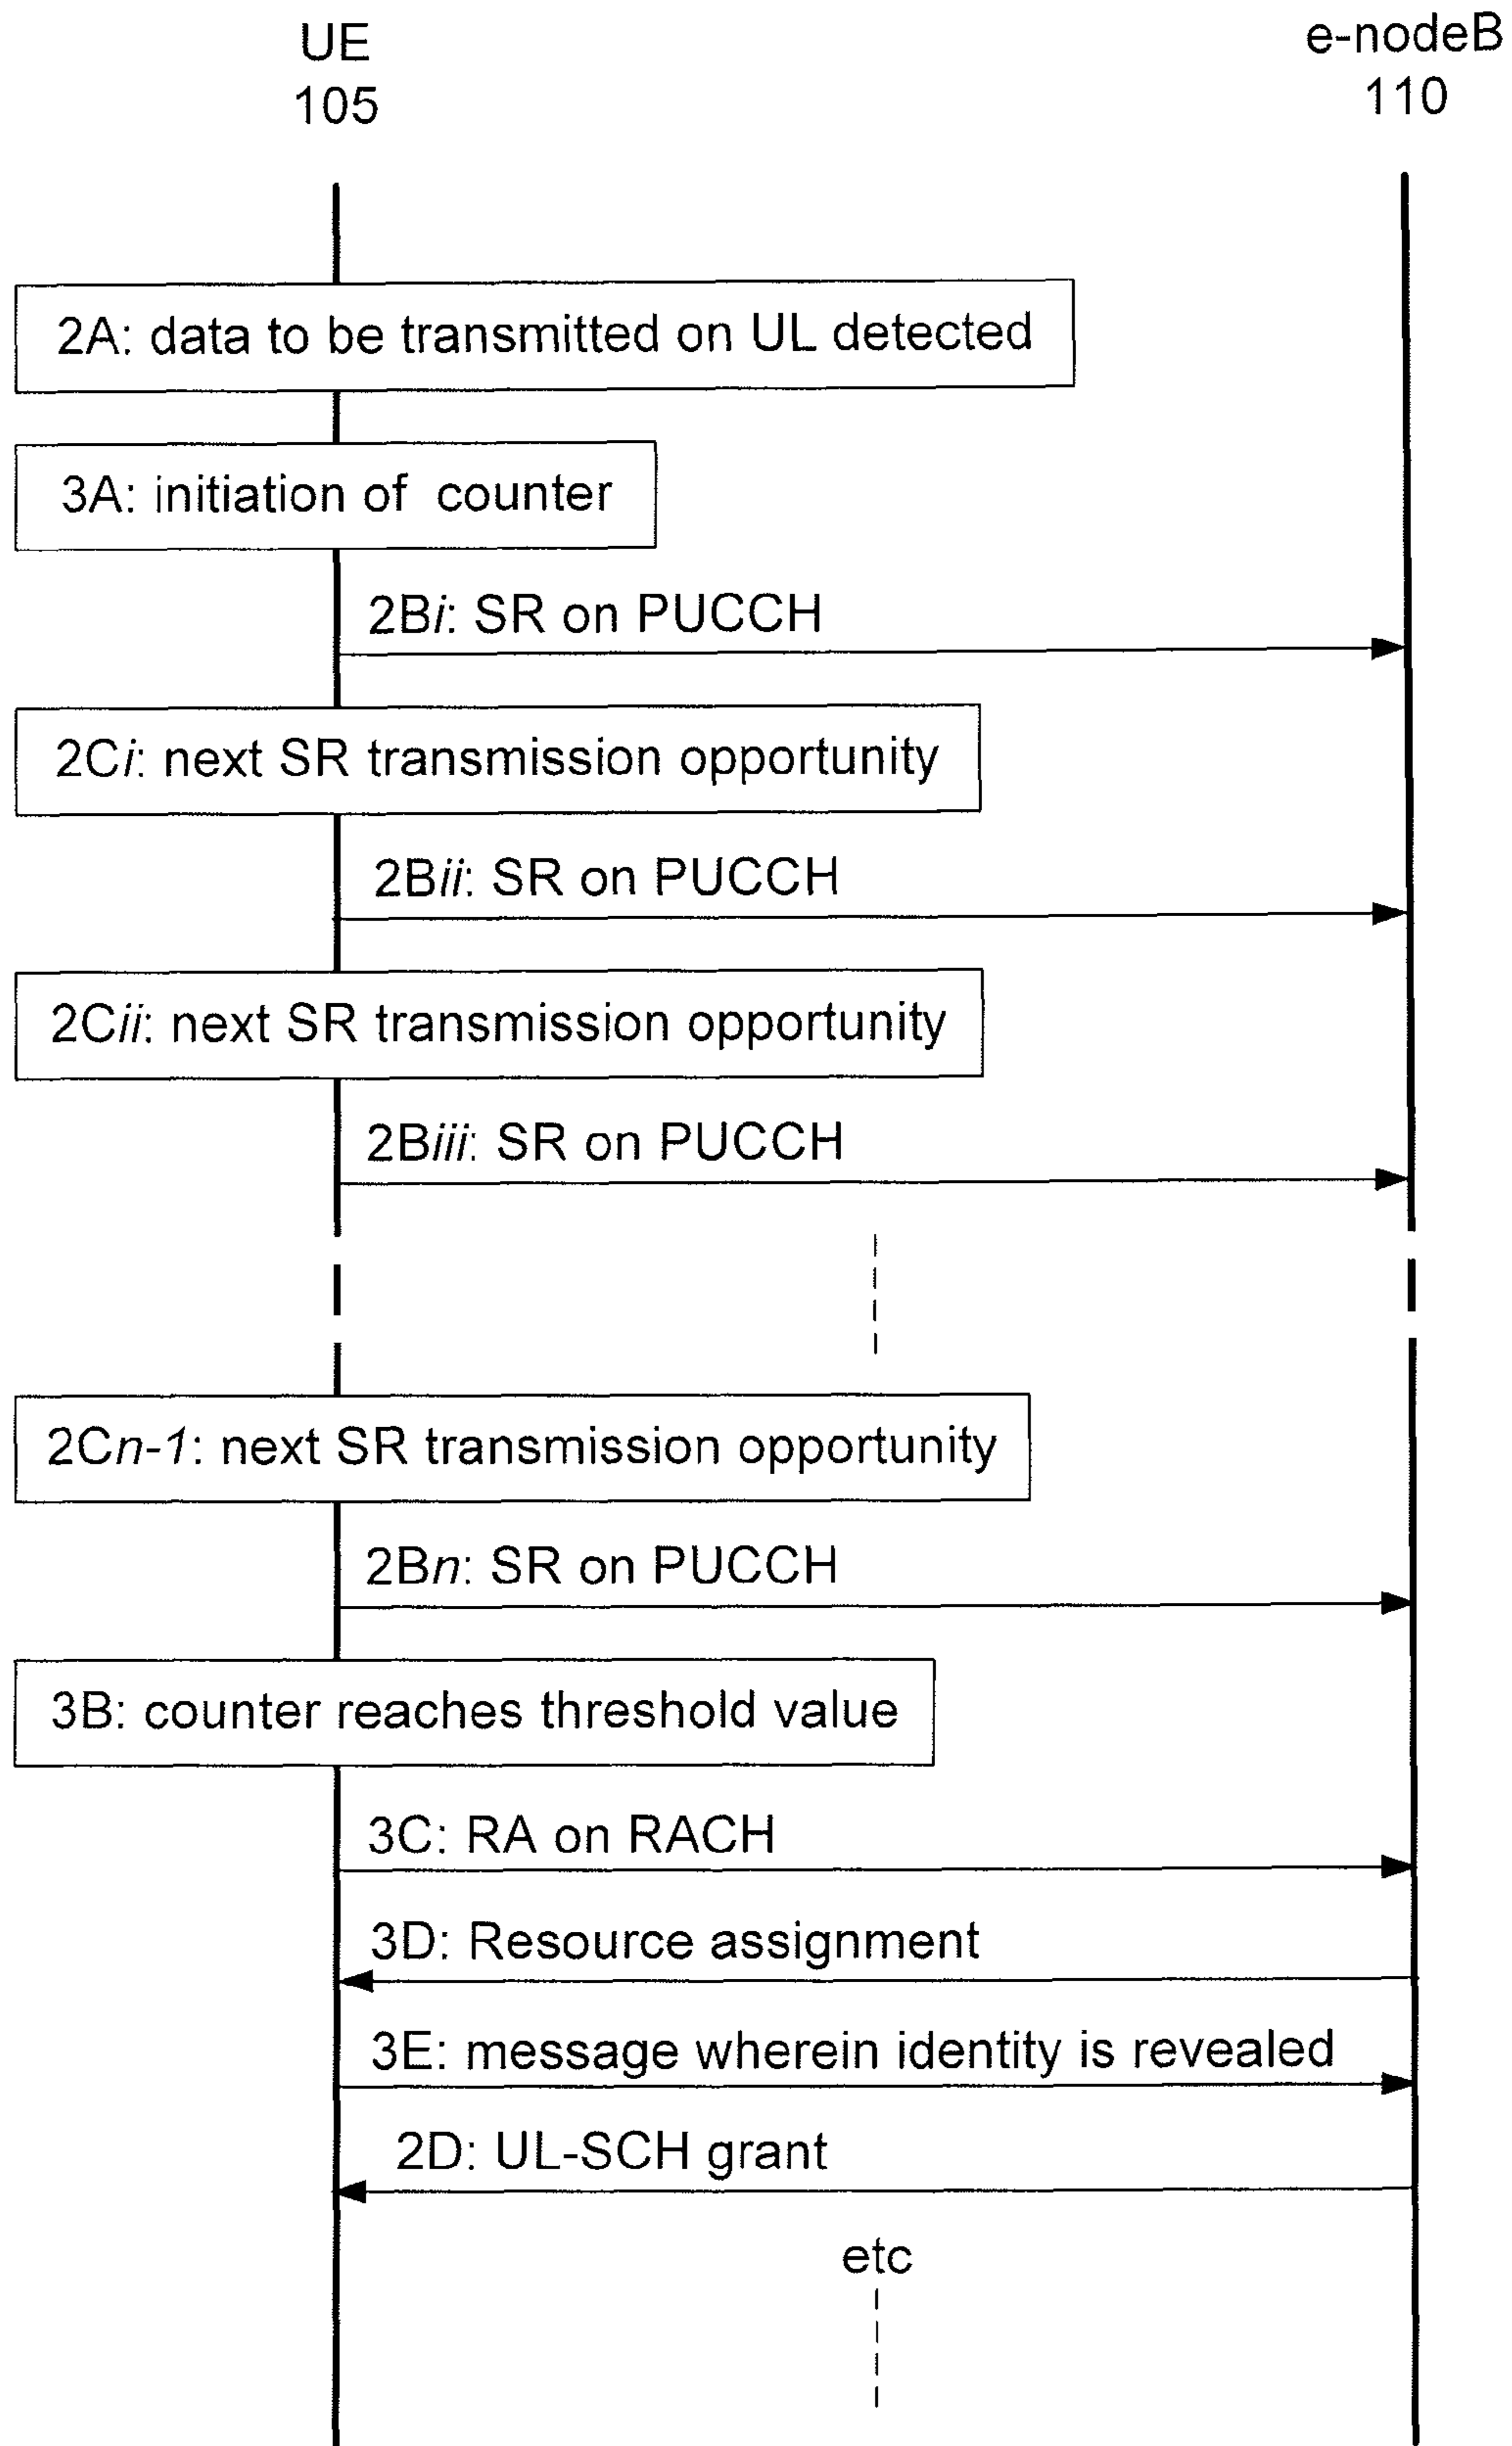 UE
105
e-nodeB
110
2A: data to be transmitted on UL detected
3A: initiation of counter
2Bi: SR on PUCCH
2Ci: next SR transmission opportunity
2Bii: SR on PUCCH
2Cii: next SR transmission opportunity
2Biii: SR on PUCCH
2Cn-1: next SR transmission opportunity
2Bn: SR on PUCCH
3B: counter reaches threshold value
3C: RA on RACH
3D: Resource assignment
3E: message wherein identity is revealed
2D: UL-SCH grant
etc